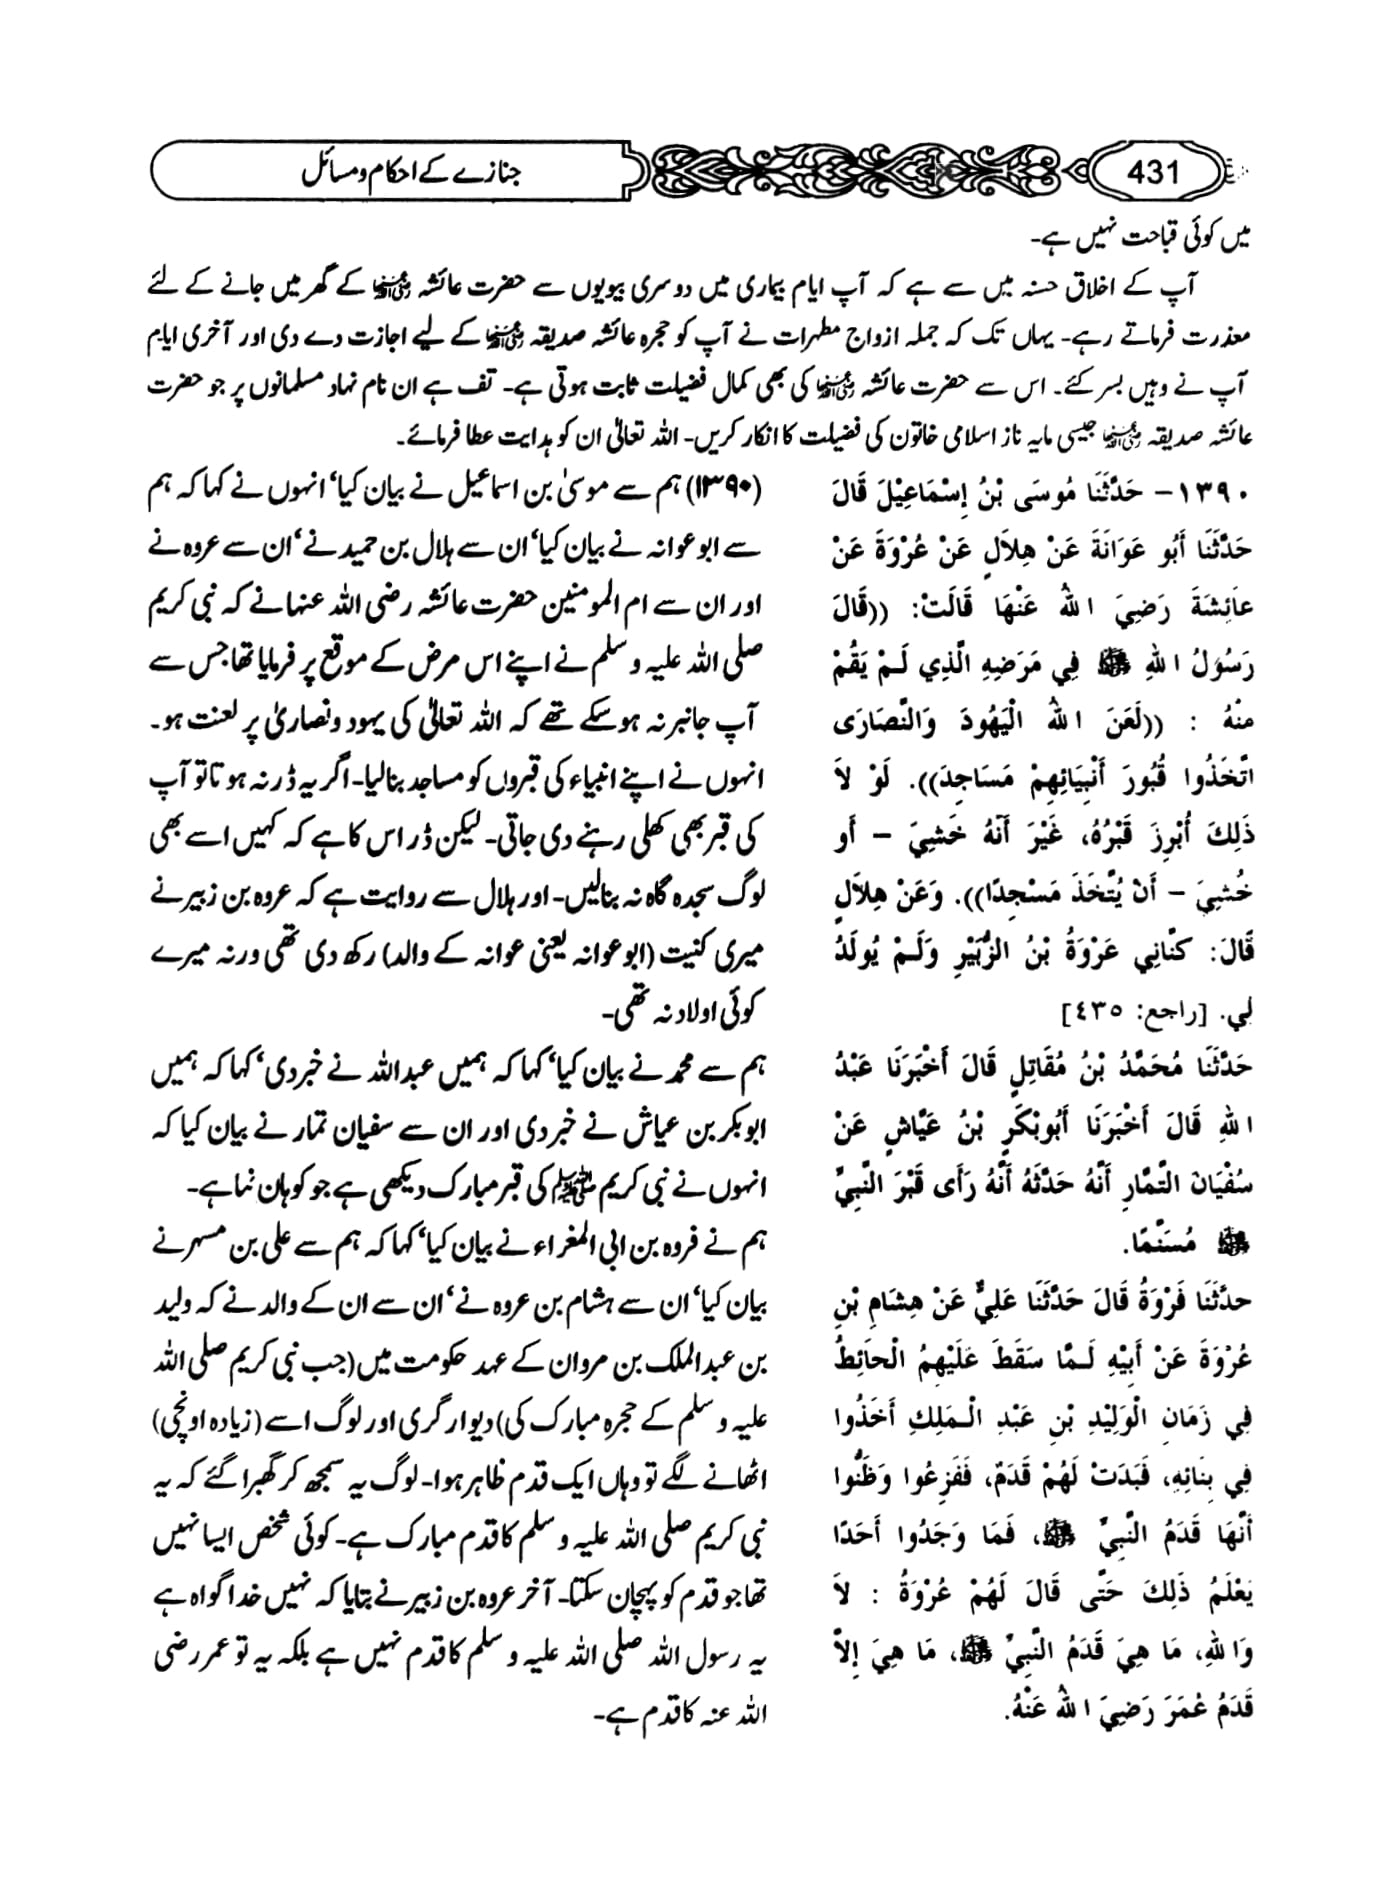 431
جنازے کے احکام و مسائل
میں کوئی قباحت نہیں ہے۔
آپ کے اخلاق حسنہ میں سے ہے کہ آپ ایام بیماری میں دوسری بیویوں سے حضرت عائشہ رضی اللہ عنہا کے گھر میں جانے کے لئے
معذرت فرماتے رہے۔ یہاں تک کہ جملہ ازواج مطہرات نے آپ کو حجرہ عائشہ صدیقہ رضی اللہ عنہا کے لیے اجازت دے دی اور آخری ایام
آپ نے وہیں بسر کئے۔ اس سے حضرت عائشہ رضی اللہ عنہا کی بھی کمال فضیلت ثابت ہوتی ہے۔ تف ہے ان نام نہاد مسلمانوں پر جو حضرت
عائشہ صدیقہ رضی اللہ عنہا جیسی مایہ ناز اسلامی خاتون کی فضیلت کا انکار کریں۔ اللہ تعالیٰ ان کو ہدایت عطا فرمائے۔
١٣٩٠– حَدَّثَنَا مُوسَى بْنُ إِسْمَاعِيْلَ قَالَ
حَدَّثَنَا أَبُو عَوَانَةَ عَنْ هِلاَلٍ عَنْ عُرْوَةَ عَنْ
عَائِشَةَ رَضِيَ اللهُ عَنْهَا قَالَتْ: ((قَالَ
رَسُوْلُ اللهِ ﷺ فِي مَرَضِهِ الَّذِي لَمْ يَقُمْ
مِنْهُ : ((لَعَنَ اللهُ الْيَهُودَ وَالنَّصَارَى
اتَّخَذُوا قُبُورَ أَنْبِيَائِهِمْ مَسَاجِدَ)). لَوْ لاَ
ذَلِكَ أُبْرِزَ قَبْرُهُ، غَيْرَ أَنَّهُ خَشِيَ – أَو
خُشِيَ – أَنْ يُتَّخَذَ مَسْجِدًا)). وَعَنْ هِلاَلٍ
قَالَ: كَنَّانِي عَرْوَةُ بْنُ الزُّبَيْرِ وَلَمْ يُولَدُ
لِي. [راجع: ٤٣٥]
حَدَّثَنَا مُحَمَّدُ بْنُ مُقَاتِلٍ قَالَ أَخْبَرَنَا عَبْدُ
اللهِ قَالَ أَخْبَرَنَا أَبُوبَكْرٍ بْنُ عَيَّاشٍ عَنْ
سُفْيَانَ التَّمَّارِ أَنَّهُ حَدَّثَهُ أَنَّهُ رَأَى قَبْرَ النَّبِيِّ
ﷺ مُسَنَّمًا.
حدَّثَنَا فَرْوَةُ قَالَ حَدَّثَنَا عَلِيٌّ عَنْ هِشَامِ بْنِ
عُرْوَةَ عَنْ أَبِيْهِ لَمَّا سَقَطَ عَلَيْهِمُ الْحَائِطُ
فِي زَمَانِ الْوَلِيْدِ بْنِ عَبْدِ الْمَلِكِ أَخَذُوا
فِي بِنَائِهِ، فَبَدَتْ لَهُمْ قَدَمٌ، فَفَزِعُوا وَظَنُّوا
أَنَّهَا قَدَمُ النَّبِيِّ ﷺ، فَمَا وَجَدُوا أَحَدًا
يَعْلَمُ ذَلِكَ حَتَّى قَالَ لَهُمْ عُرْوَةُ : لاَ
وَاللهِ، مَا هِيَ قَدَمُ النَّبِيِّ ﷺ، مَا هِيَ إِلاَّ
قَدَمُ عُمَرَ رَضِيَ اللهُ عَنْهُ.
(۱۳۹۰) ہم سے موسیٰ بن اسماعیل نے بیان کیا‘ انہوں نے کہا کہ ہم
سے ابوعوانہ نے بیان کیا‘ ان سے ہلال بن حمید نے‘ ان سے عروہ نے
اور ان سے ام المومنین حضرت عائشہ رضی اللہ عنہا نے کہ نبی کریم
صلی اللہ علیہ وسلم نے اپنے اس مرض کے موقع پر فرمایا تھا جس سے
آپ جانبر نہ ہو سکے تھے کہ اللہ تعالیٰ کی یہود و نصاریٰ پر لعنت ہو۔
انہوں نے اپنے انبیاء کی قبروں کو مساجد بنا لیا۔ اگر یہ ڈر نہ ہوتا تو آپ
کی قبر بھی کھلی رہنے دی جاتی۔ لیکن ڈر اس کا ہے کہ کہیں اسے بھی
لوگ سجدہ گاہ نہ بنا لیں۔ اور ہلال سے روایت ہے کہ عروہ بن زبیر نے
میری کنیت (ابوعوانہ یعنی عوانہ کے والد) رکھ دی تھی ورنہ میرے
کوئی اولاد نہ تھی۔
ہم سے محمد نے بیان کیا‘ کہا کہ ہمیں عبداللہ نے خبر دی‘ کہا کہ ہمیں
ابوبکر بن عیاش نے خبر دی اور ان سے سفیان تمار نے بیان کیا کہ
انہوں نے نبی کریم ﷺ کی قبر مبارک دیکھی ہے جو کوہان نما ہے۔
ہم نے فروہ بن ابی المغراء نے بیان کیا‘ کہا کہ ہم سے علی بن مسہر نے
بیان کیا‘ ان سے ہشام بن عروہ نے‘ ان سے ان کے والد نے کہ ولید
بن عبدالملک بن مروان کے عہد حکومت میں (جب نبی کریم صلی اللہ
علیہ وسلم کے حجرہ مبارک کی) دیوار گری اور لوگ اسے (زیادہ اونچی)
اٹھانے لگے تو وہاں ایک قدم ظاہر ہوا۔ لوگ یہ سمجھ کر گھبرا گئے کہ یہ
نبی کریم صلی اللہ علیہ وسلم کا قدم مبارک ہے۔ کوئی شخص ایسا نہیں
تھا جو قدم کو پہچان سکتا۔ آخر عروہ بن زبیر نے بتایا کہ نہیں خدا گواہ ہے
یہ رسول اللہ صلی اللہ علیہ وسلم کا قدم نہیں ہے بلکہ یہ تو عمر رضی
اللہ عنہ کا قدم ہے۔